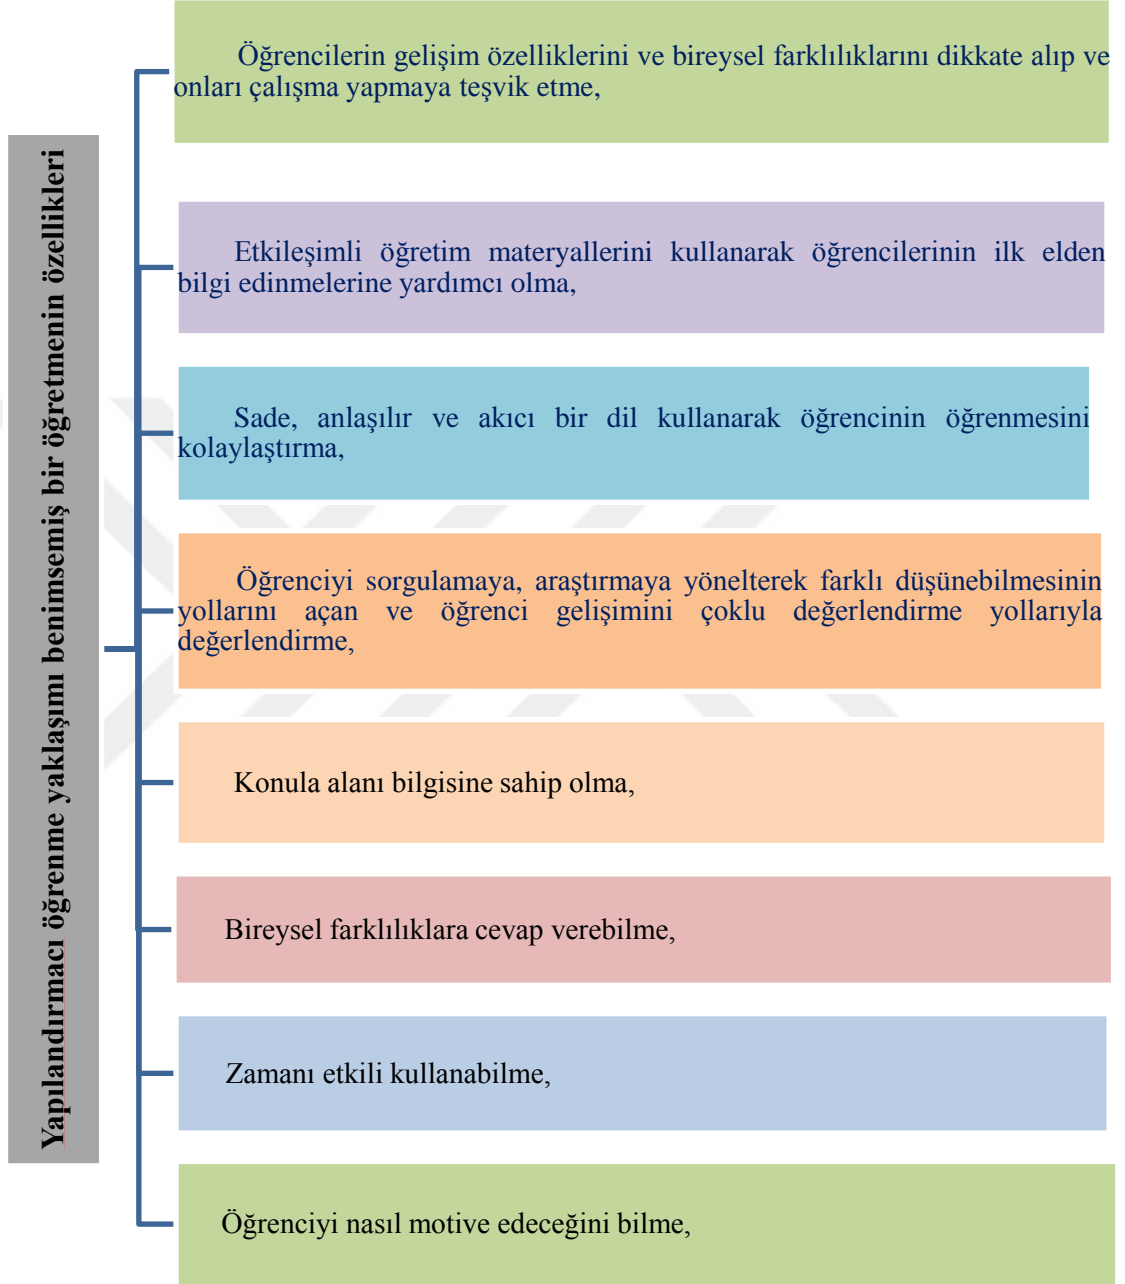 Yapılandırmacı öğrenme yaklaşımı benimsemiş bir öğretmenin özellikleri
Öğrencilerin gelişim özelliklerini ve bireysel farklılıklarını dikkate alıp ve
onları çalışma yapmaya teşvik etme,
Etkileşimli öğretim materyallerini kullanarak öğrencilerinin ilk elden
bilgi edinmelerine yardımcı olma,
Sade, anlaşılır ve akıcı bir dil kullanarak öğrencinin öğrenmesini
kolaylaştırma,
Öğrenciyi sorgulamaya, araştırmaya yönelterek farklı düşünebilmesinin
yollarını açan ve öğrenci gelişimini çoklu değerlendirme yollarıyla
değerlendirme,
Konula alanı bilgisine sahip olma,
Bireysel farklılıklara cevap verebilme,
Zamanı etkili kullanabilme,
Öğrenciyi nasıl motive edeceğini bilme,